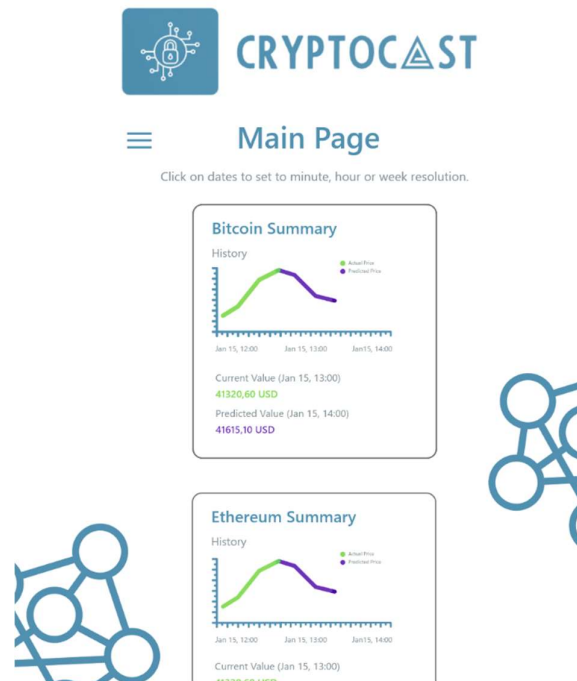 CRYPTOCAST
Main Page
Click on dates to set to minute, hour or week resolution.
Bitcoin Summary
History
Actual Price
Predicted Price
Jan 15, 12:00 Jan 15, 13:00 Jan15, 14:00
Current Value (Jan 15, 13:00)
41320,60 USD
Predicted Value (Jan 15, 14:00)
41615,10 USD
Ethereum Summary
History
Actual Price
Predicted Price
Jan 15, 12:00 Jan 15, 13:00 Jan15, 14:00
Current Value (Jan 15, 13:00)
41320,60 USD